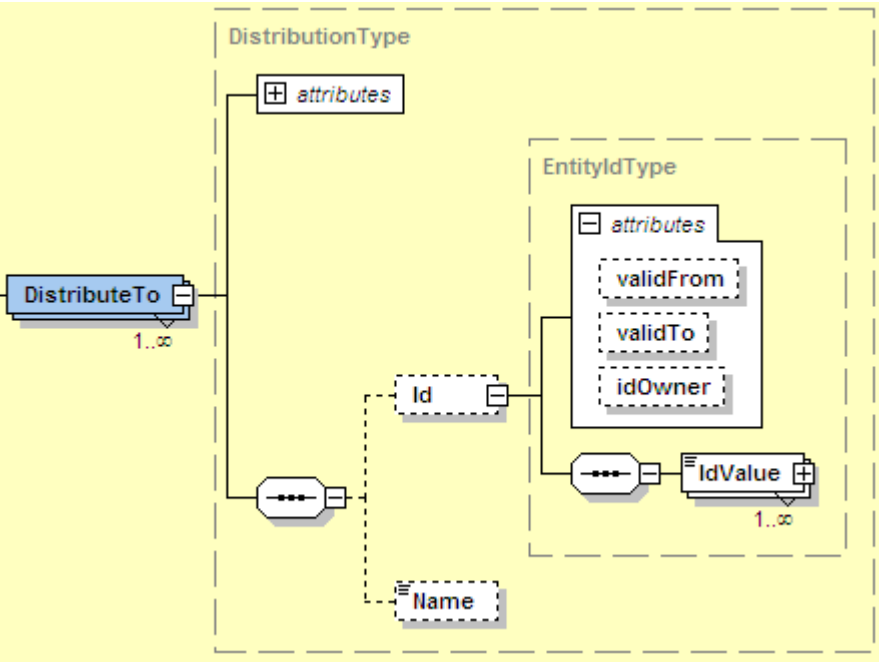 DistributionType
attributes
EntityIdType
attributes
validFrom
DistributeTo
validTo
1..∞
idOwner
Id
IdValue
1..∞
Name